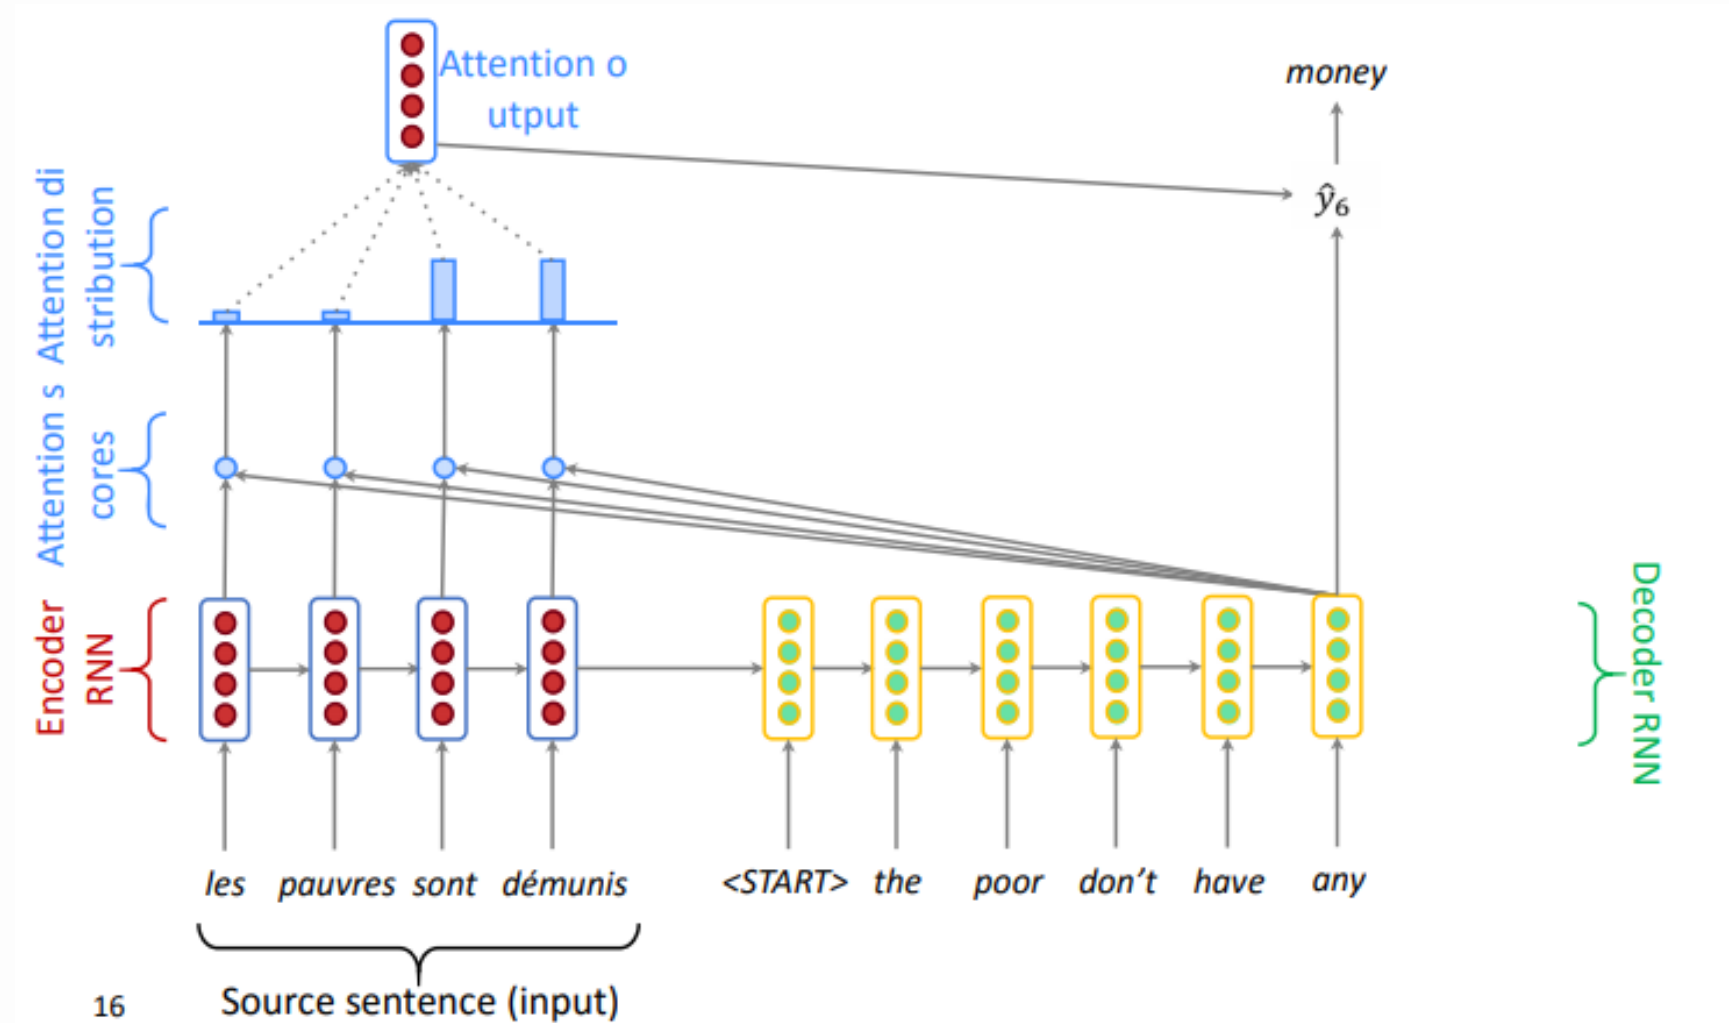 Attention o
utput
money
ŷ6
Attention di
stribution
Attention s
cores
Encoder
RNN
Decoder RNN
les pauvres sont démunis <START> the poor don't have any
Source sentence (input)
16